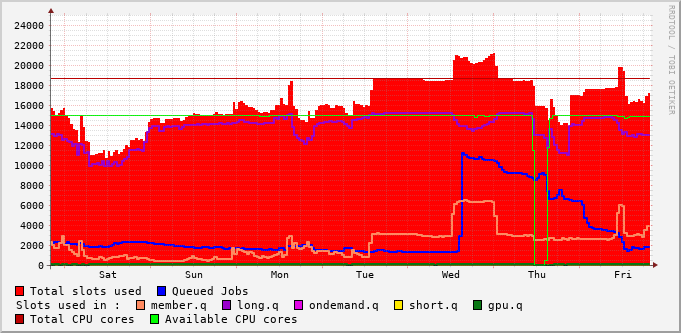 24000
22000
20000
18000
16000
14000
12000
10000
8000
6000
4000
2000
0
Sat Sun Mon Tue Wed Thu Fri
RRDTOOL / TOBI OETIKER
Total slots used Queued Jobs
Slots used in : member.q long.q ondemand.q short.q gpu.q
Total CPU cores Available CPU cores